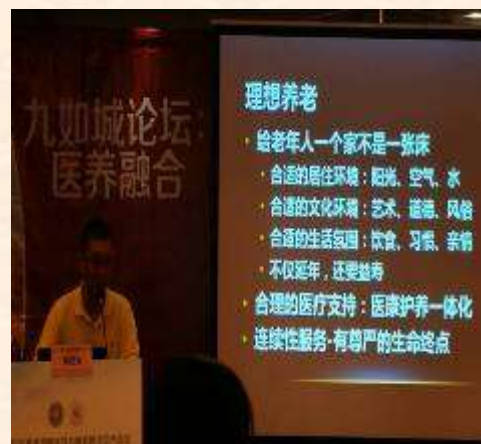 九如城论坛:
医养融合
理想养老
给老年人一个家不是一张床
合适的居住环境：阳光、空气、水
合适的文化环境：艺术、道德、风俗
合适的生活氛围：饮食、习惯、亲情
不仅延年，还要益寿
合理的医疗支持：医康护养一体化
连续性服务-有尊严的生命终点